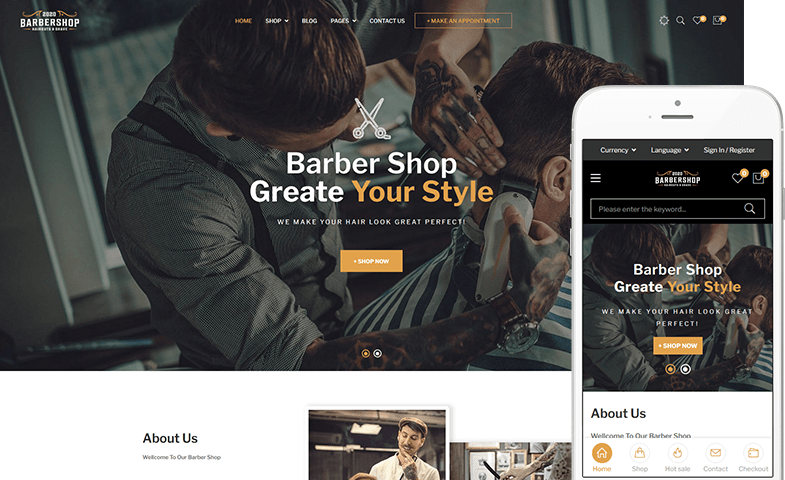 2020
BARBERSHOP
HAIRCUTS & SHAVE
HOME SHOP BLOG PAGES CONTACT US + MAKE AN APPOINTMENT
Barber Shop
Greate Your Style
WE MAKE YOUR HAIR LOOK GREAT PERFECT!
+ SHOP NOW
About Us
Wellcome To Our Barber Shop
Currency Language Sign In / Register
2020
BARBERSHOP
HAIRCUTS & SHAVE
0 0
Please enter the keyword...
Barber Shop
Greate Your Style
WE MAKE YOUR HAIR LOOK GREAT
PERFECT!
+ SHOP NOW
About Us
Wellcome To Our Barber Shop
Home Shop Hot sale Contact Checkout